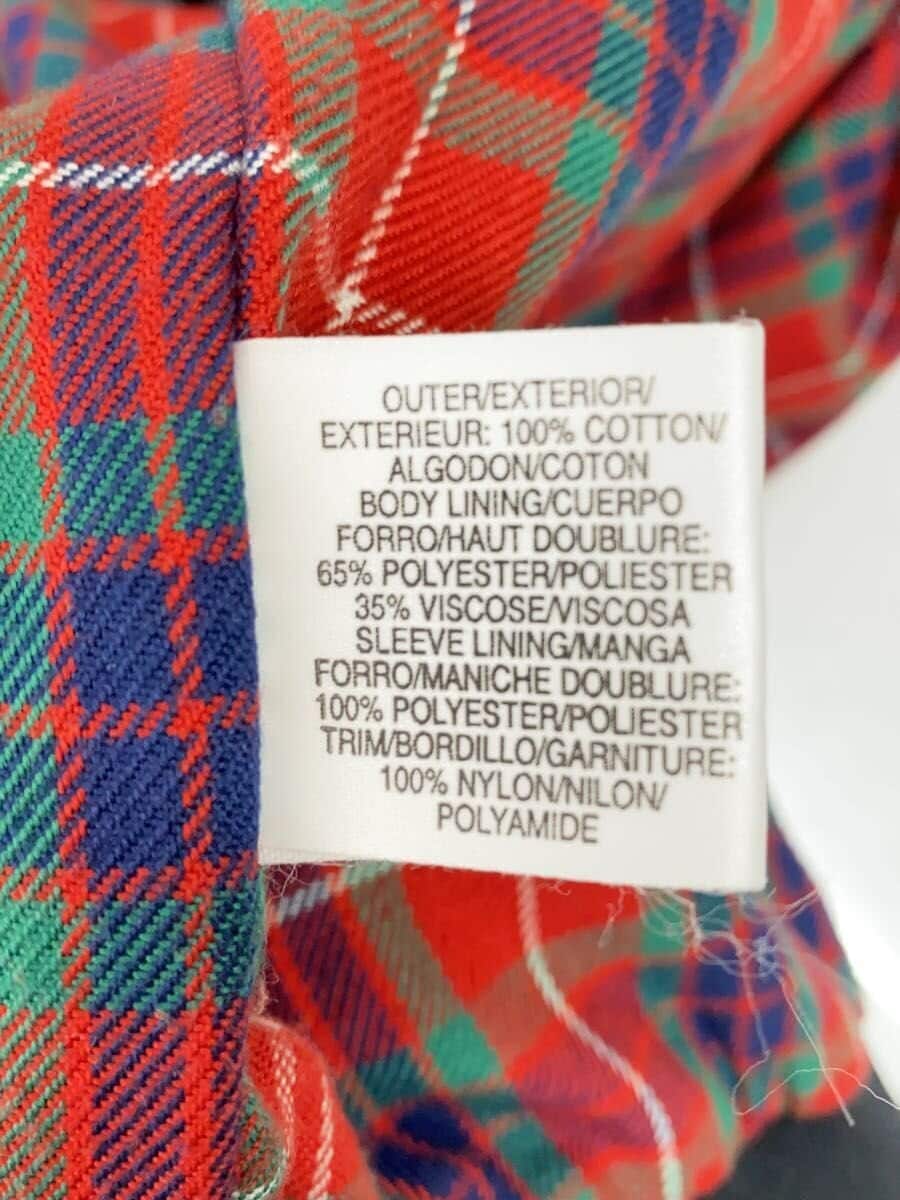 OUTER/EXTERIOR/
EXTERIEUR: 100% COTTON/
ALGODON/COTON
BODY LINING/CUERPO
FORRO/HAUT DOUBLURE:
65% POLYESTER/POLIESTER
35% VISCOSE/VISCOSA
SLEEVE LINING/MANGA
FORRO/MANICHE DOUBLURE:
100% POLYESTER/POLIESTER
TRIM/BORDILLO/GARNITURE:
100% NYLON/NILON/
POLYAMIDE